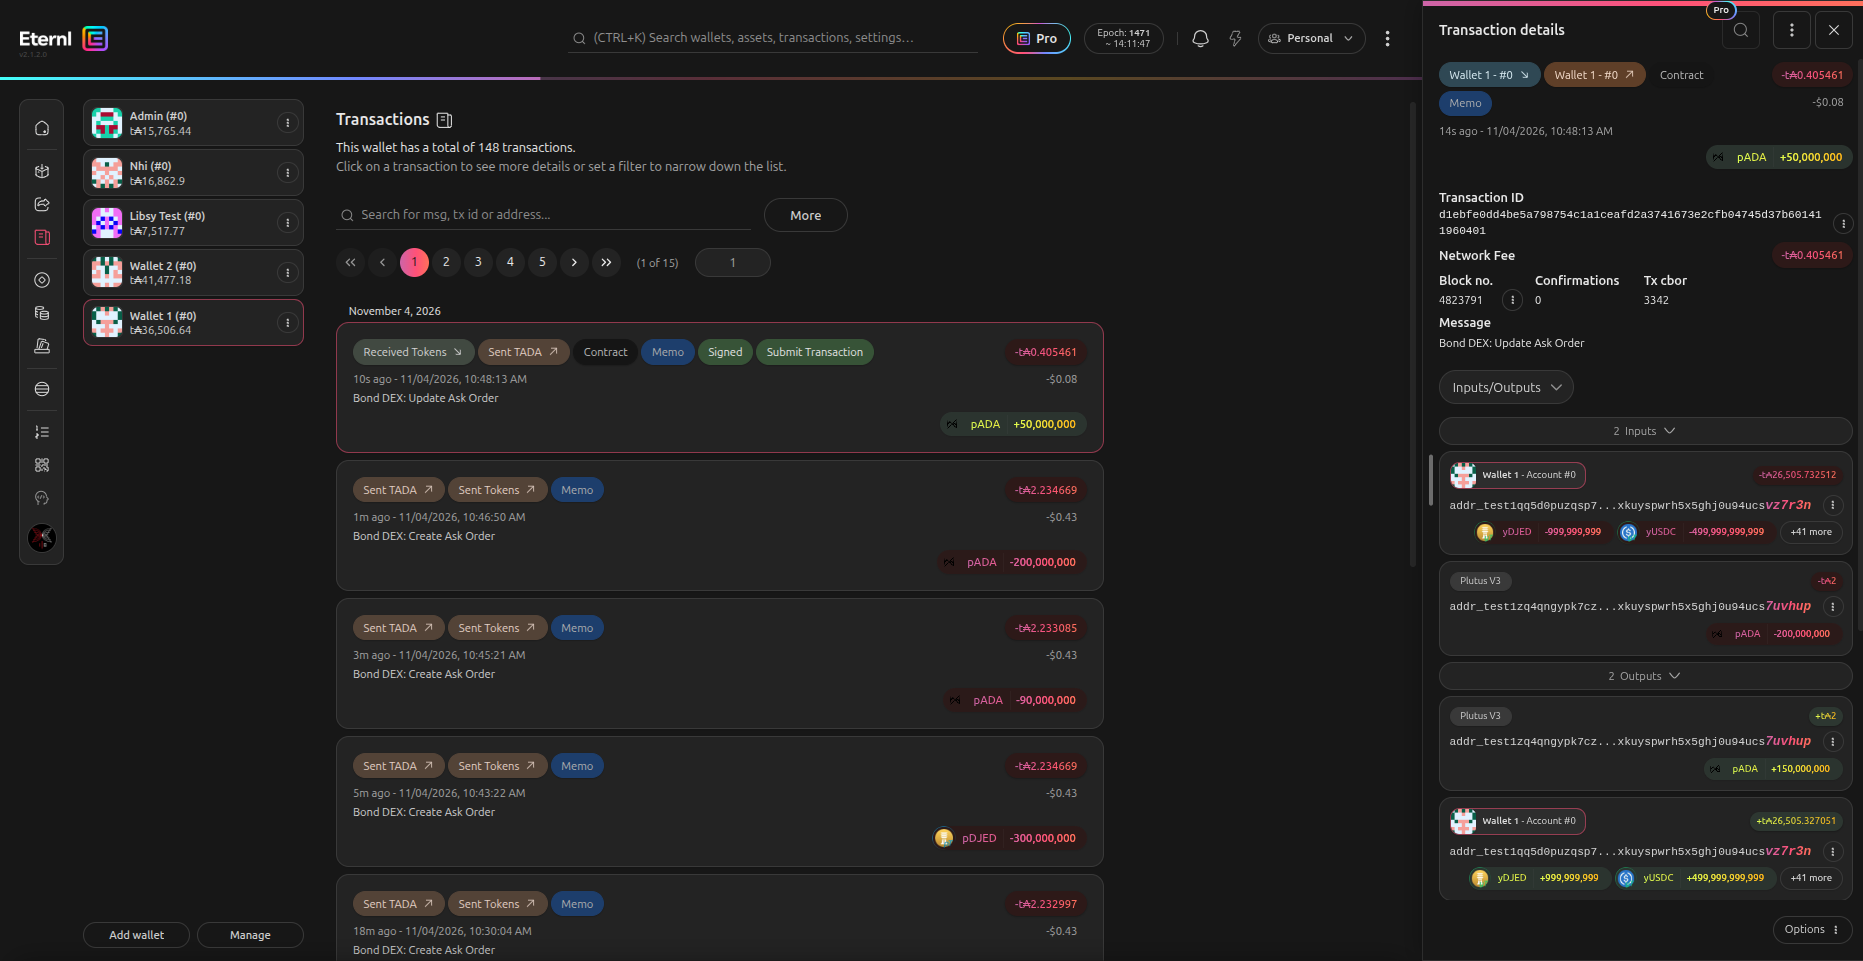 Eternl
v2.1.2.0
(CTRL+K) Search wallets, assets, transactions, settings...
Pro
Epoch: 1471
~ 14:11:47
Personal
Admin (#0)
t₳15,765.44
Nhi (#0)
t₳16,862.9
Libsy Test (#0)
t₳7,517.77
Wallet 2 (#0)
t₳41,477.18
Wallet 1 (#0)
t₳36,506.64
Add wallet
Manage
Transactions
This wallet has a total of 148 transactions.
Click on a transaction to see more details or set a filter to narrow down the list.
Search for msg, tx id or address...
More
1 2 3 4 5 (1 of 15) 1
November 4, 2026
Received Tokens Sent TADA Contract Memo Signed Submit Transaction -t₳0.405461
10s ago - 11/04/2026, 10:48:13 AM -$0.08
Bond DEX: Update Ask Order
pADA +50,000,000
Sent TADA Sent Tokens Memo -t₳2.234669
1m ago - 11/04/2026, 10:46:50 AM -$0.43
Bond DEX: Create Ask Order
pADA -200,000,000
Sent TADA Sent Tokens Memo -t₳2.233085
3m ago - 11/04/2026, 10:45:21 AM -$0.43
Bond DEX: Create Ask Order
pADA -90,000,000
Sent TADA Sent Tokens Memo -t₳2.234669
5m ago - 11/04/2026, 10:43:22 AM -$0.43
Bond DEX: Create Ask Order
pDJED -300,000,000
Sent TADA Sent Tokens Memo -t₳2.232997
18m ago - 11/04/2026, 10:30:04 AM -$0.43
Bond DEX: Create Ask Order
Pro
Transaction details
Wallet 1 - #0 Wallet 1 - #0 Contract -t₳0.405461
Memo -$0.08
14s ago - 11/04/2026, 10:48:13 AM
pADA +50,000,000
Transaction ID
d1ebfe0dd4be5a798754c1a1ceafd2a3741673e2cfb04745d37b60141
1960401
Network Fee -t₳0.405461
Block no. Confirmations Tx cbor
4823791 0 3342
Message
Bond DEX: Update Ask Order
Inputs/Outputs
2 Inputs
Wallet 1 - Account #0 -t₳26,505.732512
addr_test1qq5d0puzqsp7...xkuyspwrh5x5ghj0u94ucsvz7r3n
yDJED -999,999,999 yUSDC -499,999,999,999 +41 more
Plutus V3 -t₳2
addr_test1zq4qngypk7cz...xkuyspwrh5x5ghj0u94ucs7uvhup
pADA -200,000,000
2 Outputs
Plutus V3 +t₳2
addr_test1zq4qngypk7cz...xkuyspwrh5x5ghj0u94ucs7uvhup
pADA +150,000,000
Wallet 1 - Account #0 +t₳26,505.327051
addr_test1qq5d0puzqsp7...xkuyspwrh5x5ghj0u94ucsvz7r3n
yDJED +999,999,999 yUSDC +499,999,999,999 +41 more
Options